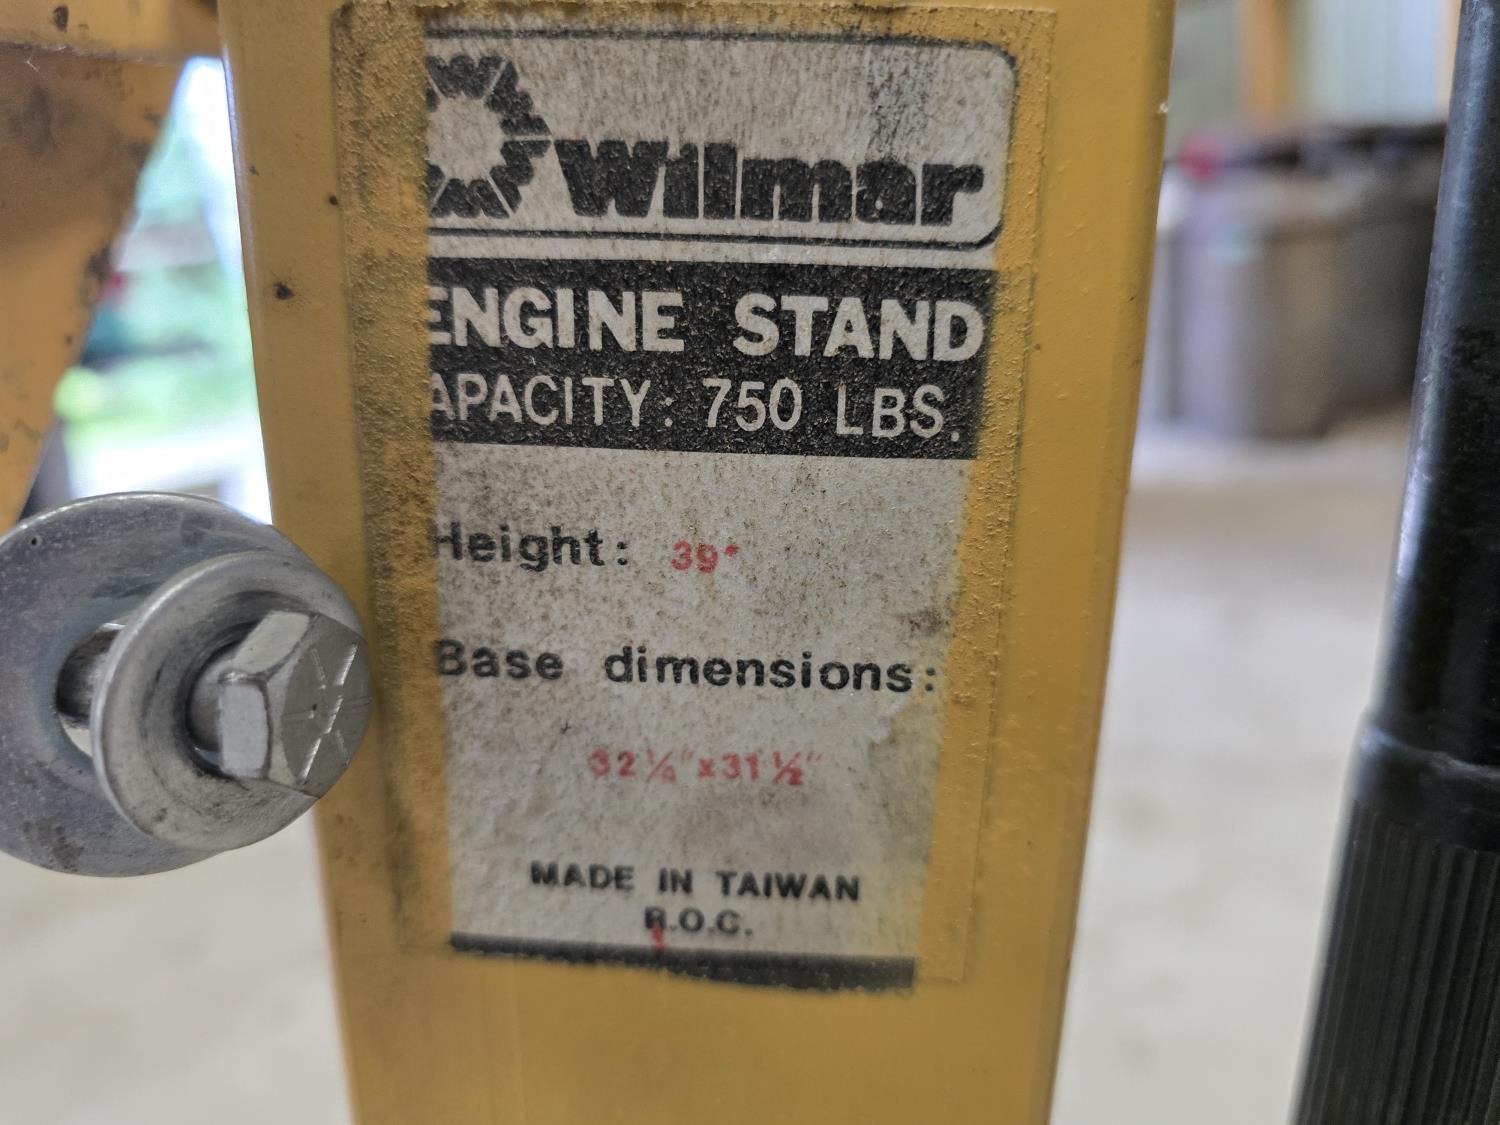 Wilmar
ENGINE STAND
APACITY: 750 LBS.
Height: 39"
Base dimensions:
32¼"x31½"
MADE IN TAIWAN
R.O.C.